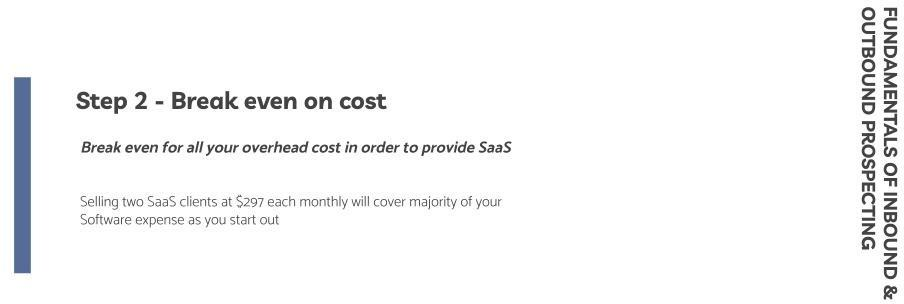 Step 2 - Break even on cost
Break even for all your overhead cost in order to provide SaaS
Selling two SaaS clients at $297 each monthly will cover majority of your
Software expense as you start out
FUNDAMENTALS OF INBOUND &
OUTBOUND PROSPECTING